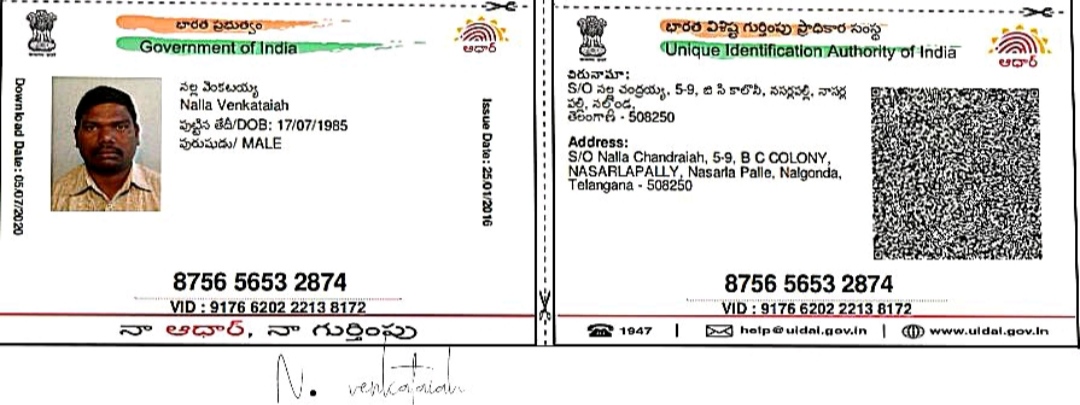 భారత ప్రభుత్వం
Government of India
ఆధార్
Download Date: 05/07/2020
నల్ల వెంకటయ్య
Nalla Venkataiah
పుట్టిన తేదీ/DOB: 17/07/1985
పురుషుడు/ MALE
Issue Date: 25/01/2016
8756 5653 2874
VID : 9176 6202 2213 8172
నా ఆధార్, నా గుర్తింపు
N. venkataiah
భారత విశిష్ట గుర్తింపు ప్రాధికార సంస్థ
Unique Identification Authority of India
ఆధార్
చిరునామా:
S/O నల్ల చంద్రయ్య, 5-9, బి సి కాలొని, నసర్లపల్లి, నాసర్ల
పల్లి, నల్గొండ,
తెలంగాణ - 508250
Address:
S/O Nalla Chandraiah, 5-9, B C COLONY,
NASARLAPALLY, Nasarla Palle, Nalgonda,
Telangana - 508250
8756 5653 2874
VID : 9176 6202 2213 8172
1947 | help@uidai.gov.in | www.uidai.gov.in